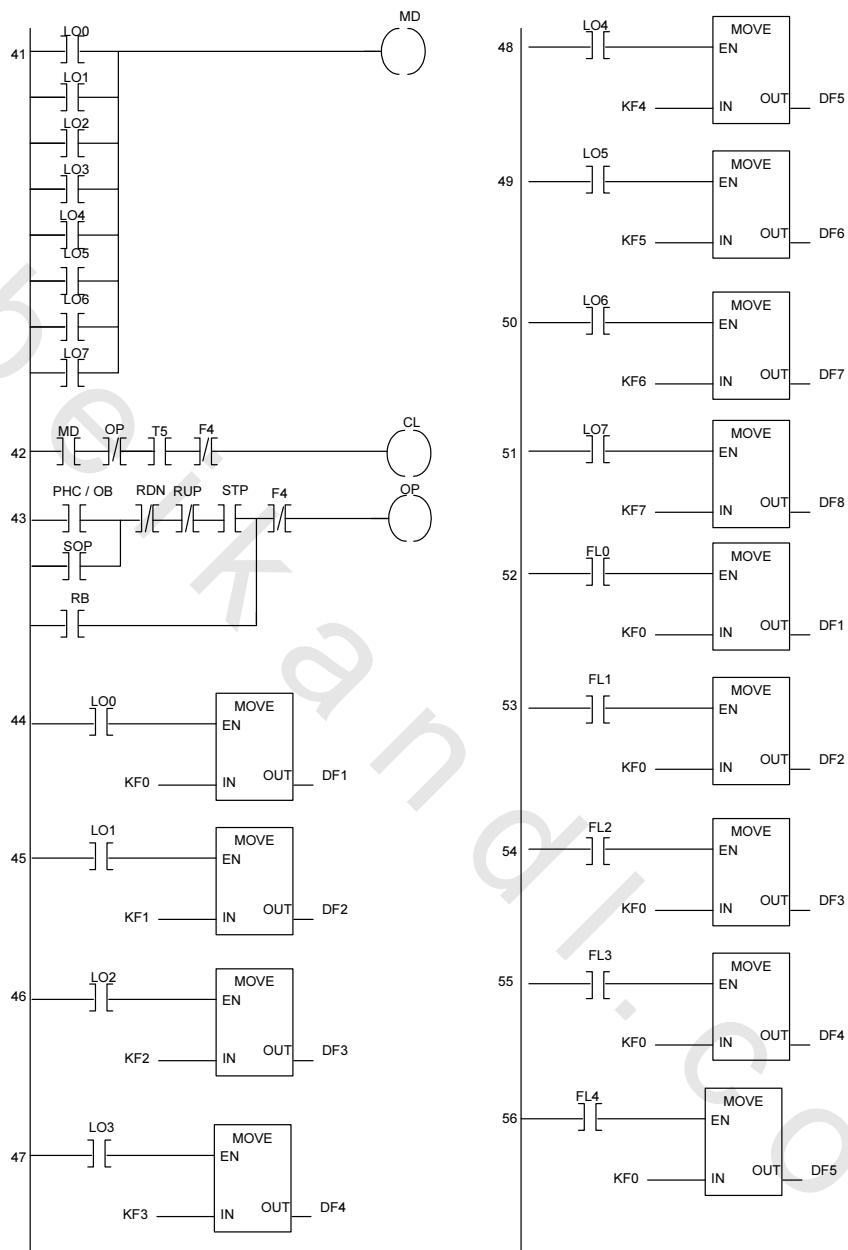 MD
LO0
41
LO1
LO2
LO3
LO4
LO5
LO6
LO7
CL
MD OP T5 F4
42
OP
PHC / OB RDN RUP STP F4
43
SOP
RB
LO0 MOVE
44 EN
KF0 IN OUT DF1
LO1 MOVE
45 EN
KF1 IN OUT DF2
LO2 MOVE
46 EN
KF2 IN OUT DF3
LO3 MOVE
47 EN
KF3 IN OUT DF4
LO4 MOVE
48 EN
KF4 IN OUT DF5
LO5 MOVE
49 EN
KF5 IN OUT DF6
LO6 MOVE
50 EN
KF6 IN OUT DF7
LO7 MOVE
51 EN
KF7 IN OUT DF8
FL0 MOVE
52 EN
KF0 IN OUT DF1
FL1 MOVE
53 EN
KF0 IN OUT DF2
FL2 MOVE
54 EN
KF0 IN OUT DF3
FL3 MOVE
55 EN
KF0 IN OUT DF4
FL4 MOVE
56 EN
KF0 IN OUT DF5
beikandl.co